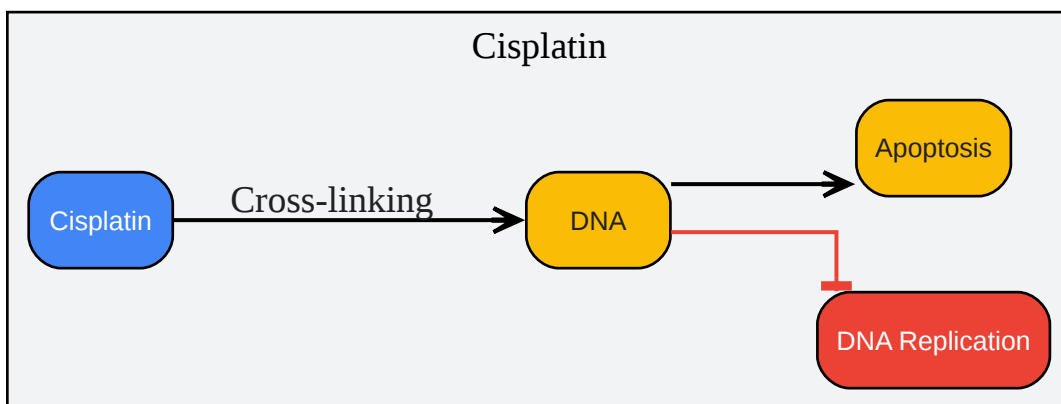 Cisplatin
Apoptosis
Cross-linking
Cisplatin
DNA
DNA Replication